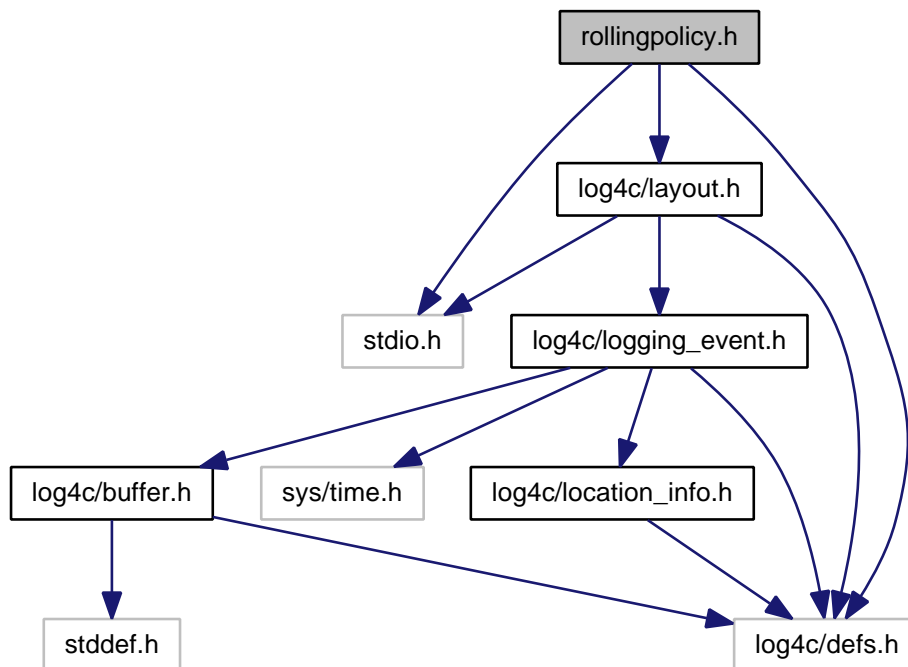 rollingpolicy.h
log4c/layout.h
stdio.h
log4c/logging_event.h
log4c/buffer.h
sys/time.h
log4c/location_info.h
stddef.h
log4c/defs.h